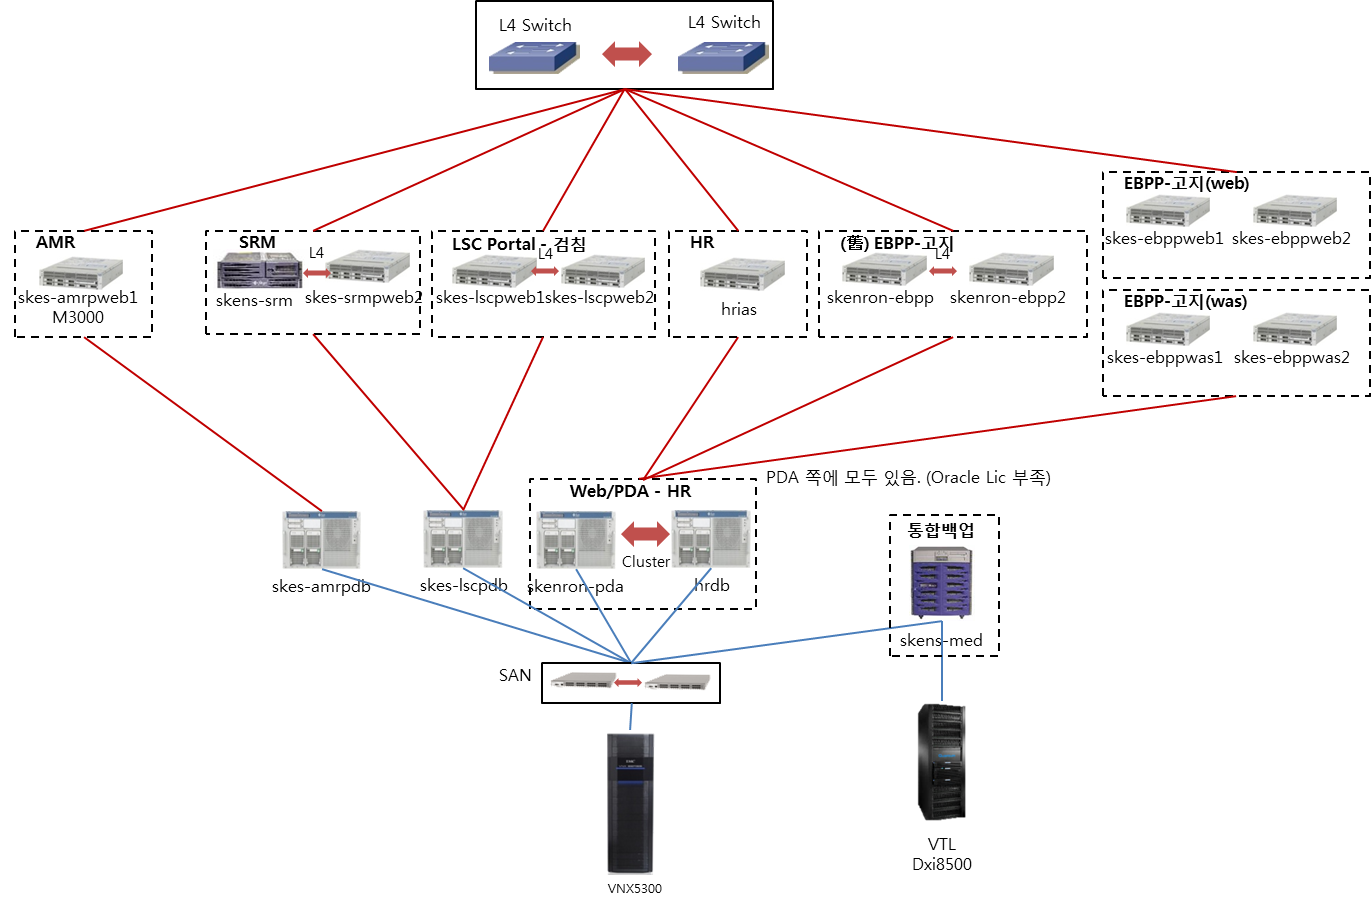 L4 Switch
L4 Switch
EBPP-고지(web)
skes-ebppweb1
skes-ebppweb2
AMR
skes-amrpweb1
M3000
SRM
L4
skens-srm
skes-srmpweb2
LSC Portal - 검침
L4
skes-lscpweb1
skes-lscpweb2
HR
hrias
(舊) EBPP-고지
L4
skenron-ebpp
skenron-ebpp2
EBPP-고지(was)
skes-ebppwas1
skes-ebppwas2
PDA 쪽에 모두 있음. (Oracle Lic 부족)
Web/PDA - HR
Cluster
skes-amrpdb
skes-lscpdb
skenron-pda
hrdb
통합백업
skens-med
SAN
VTL
Dxi8500
VNX5300